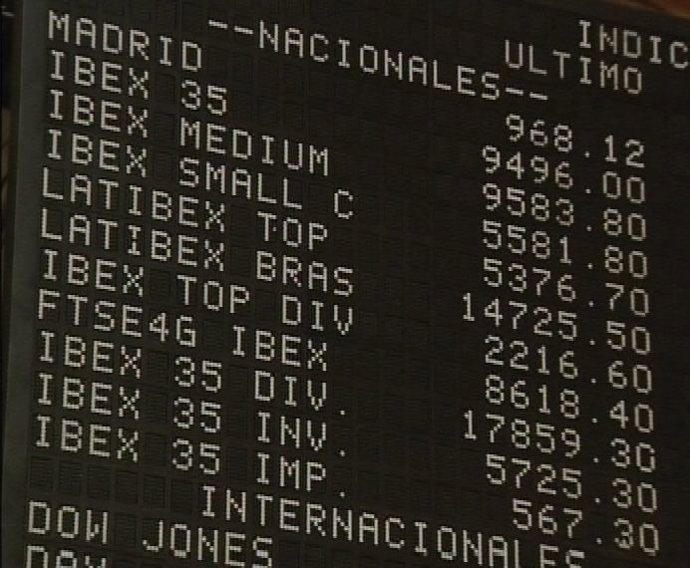 INDIC
ULTIMO
--NACIONALES--
MADRID 968.12
IBEX 35 9496.00
IBEX MEDIUM 9583.80
IBEX SMALL C 5581.80
LATIBEX TOP 5376.70
LATIBEX BRAS 14725.50
IBEX TOP DIV 2216.60
FTSE4G IBEX 8618.40
IBEX 35 DIV. 17859.30
IBEX 35 INV. 5725.30
IBEX 35 IMP. 567.30
INTERNACIONALES
DOW JONES
DAX